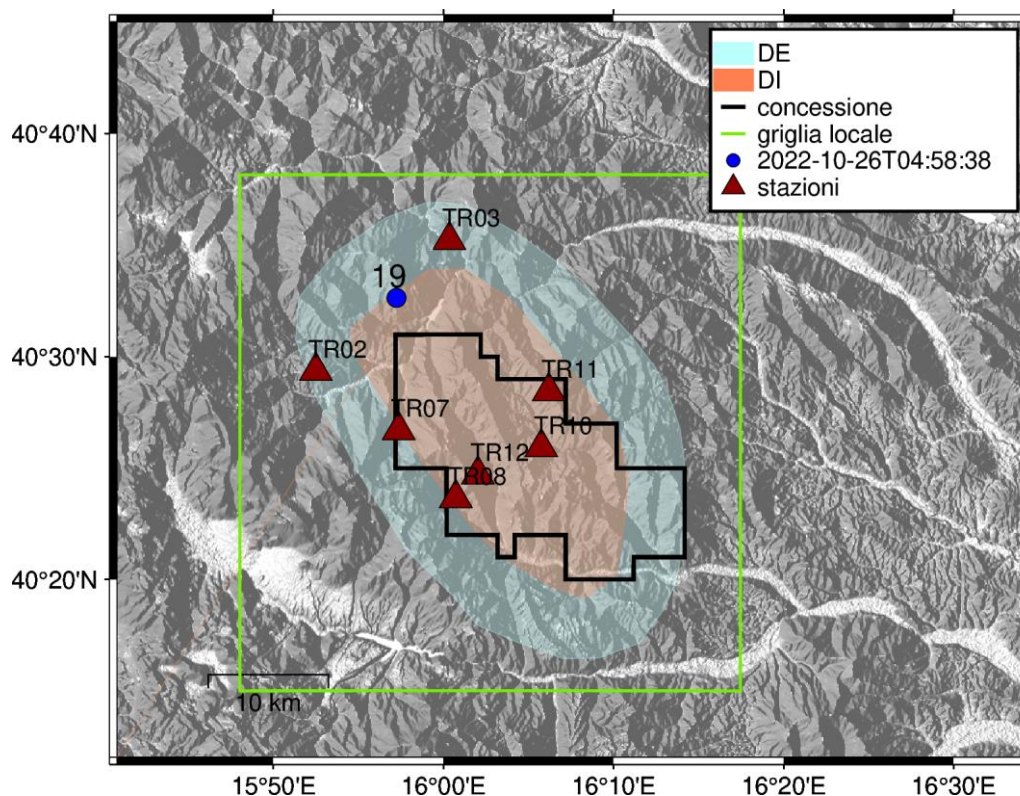 DE
DI
concessione
griglia locale
2022-10-26T04:58:38
stazioni
40°40'N
TR03
19
40°30'N
TR02
TR11
TR07
TR10
TR12
TR08
40°20'N
10 km
15°50'E
16°00'E
16°10'E
16°20'E
16°30'E